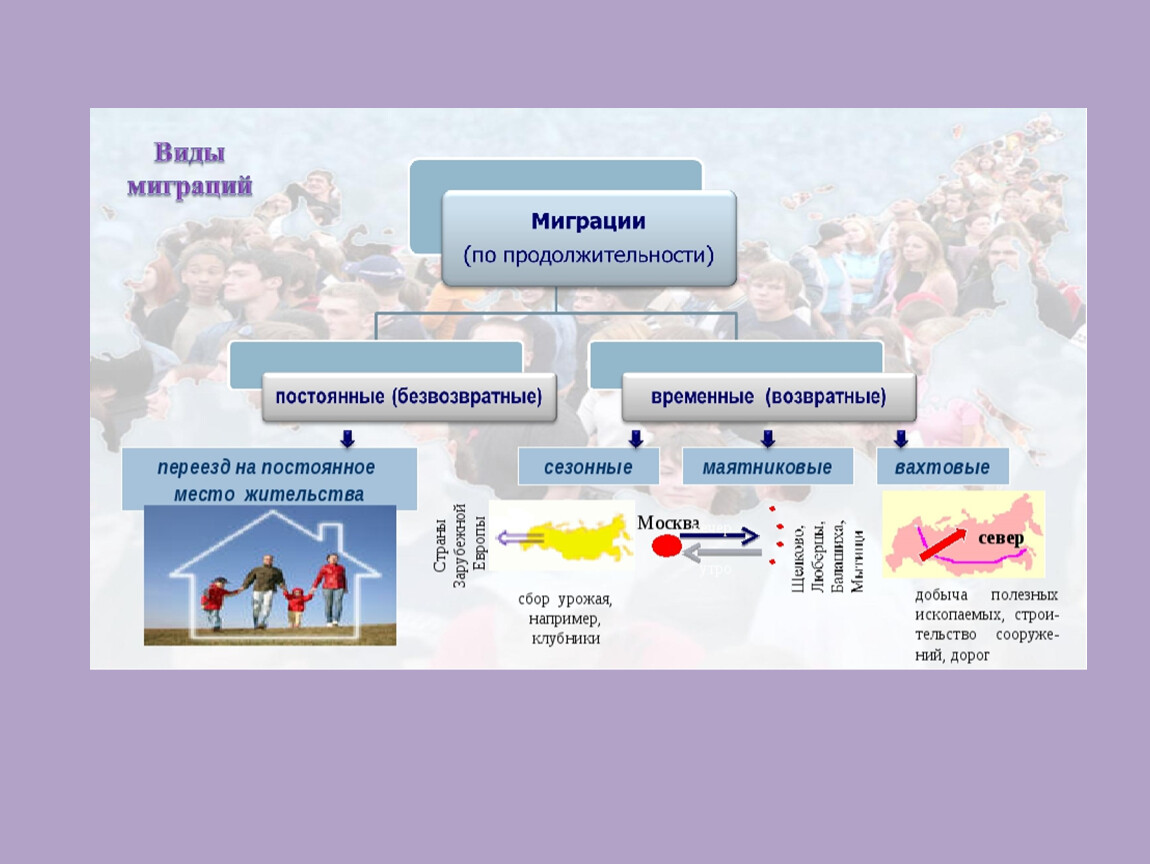 Виды
миграций
Миграции
(по продолжительности)
постоянные (безвозвратные)
временные (возвратные)
переезд на постоянное
место жительства
сезонные
маятниковые
вахтовые
Страны
Зарубежной
Европы
сбор урожая,
например,
клубники
Москва
утро
Щелково,
Люберцы,
Балашиха,
Мытищи
север
добыча полезных
ископаемых, строи-
тельство сооруже-
ний, дорог